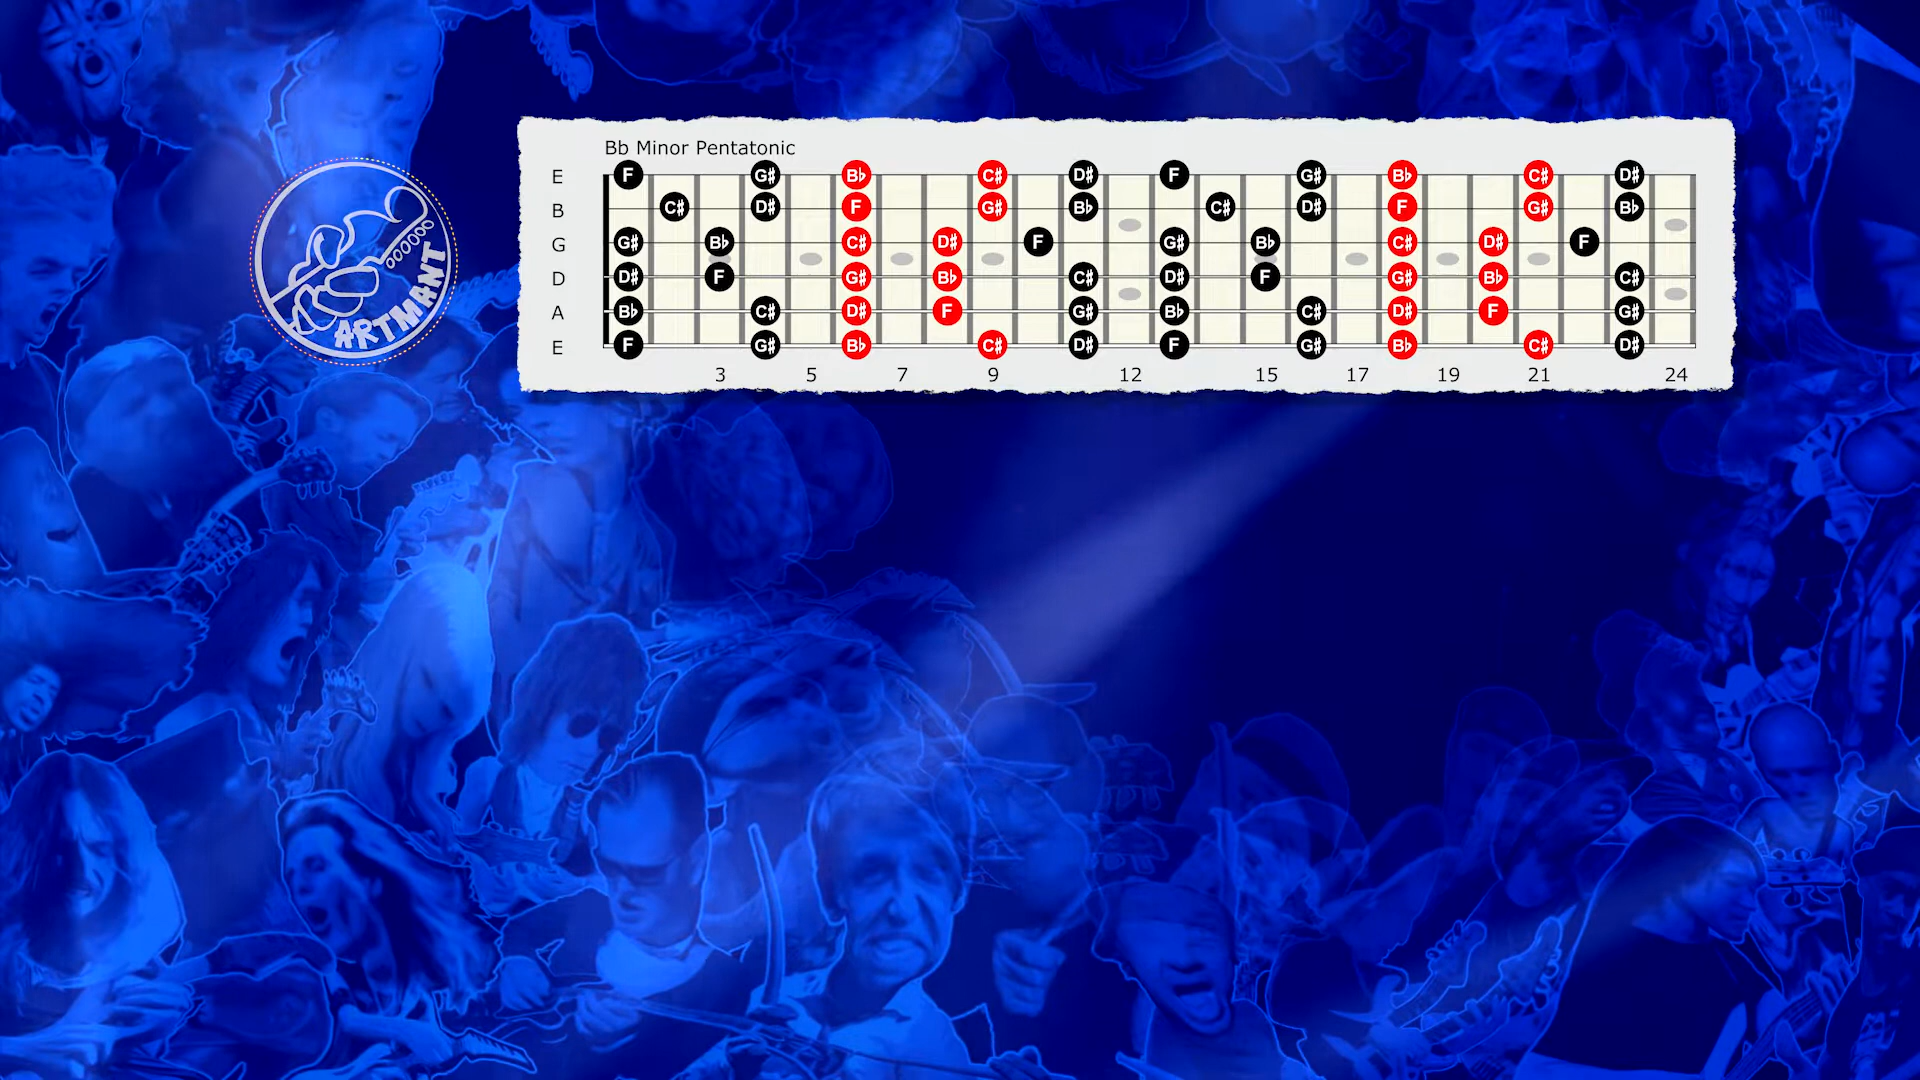 Bb Minor Pentatonic
E F G# B♭ C# D# F G# B♭ C# D#
B C# D# F G# B♭ C# D# F G# B♭
G G# B♭ C# D# F G# B♭ C# D# F
D D# F G# B♭ C# D# F G# B♭ C#
A B♭ C# D# F G# B♭ C# D# F G#
E F G# B♭ C# D# F G# B♭ C# D#
3 5 7 9 12 15 17 19 21 24
ARTMANT